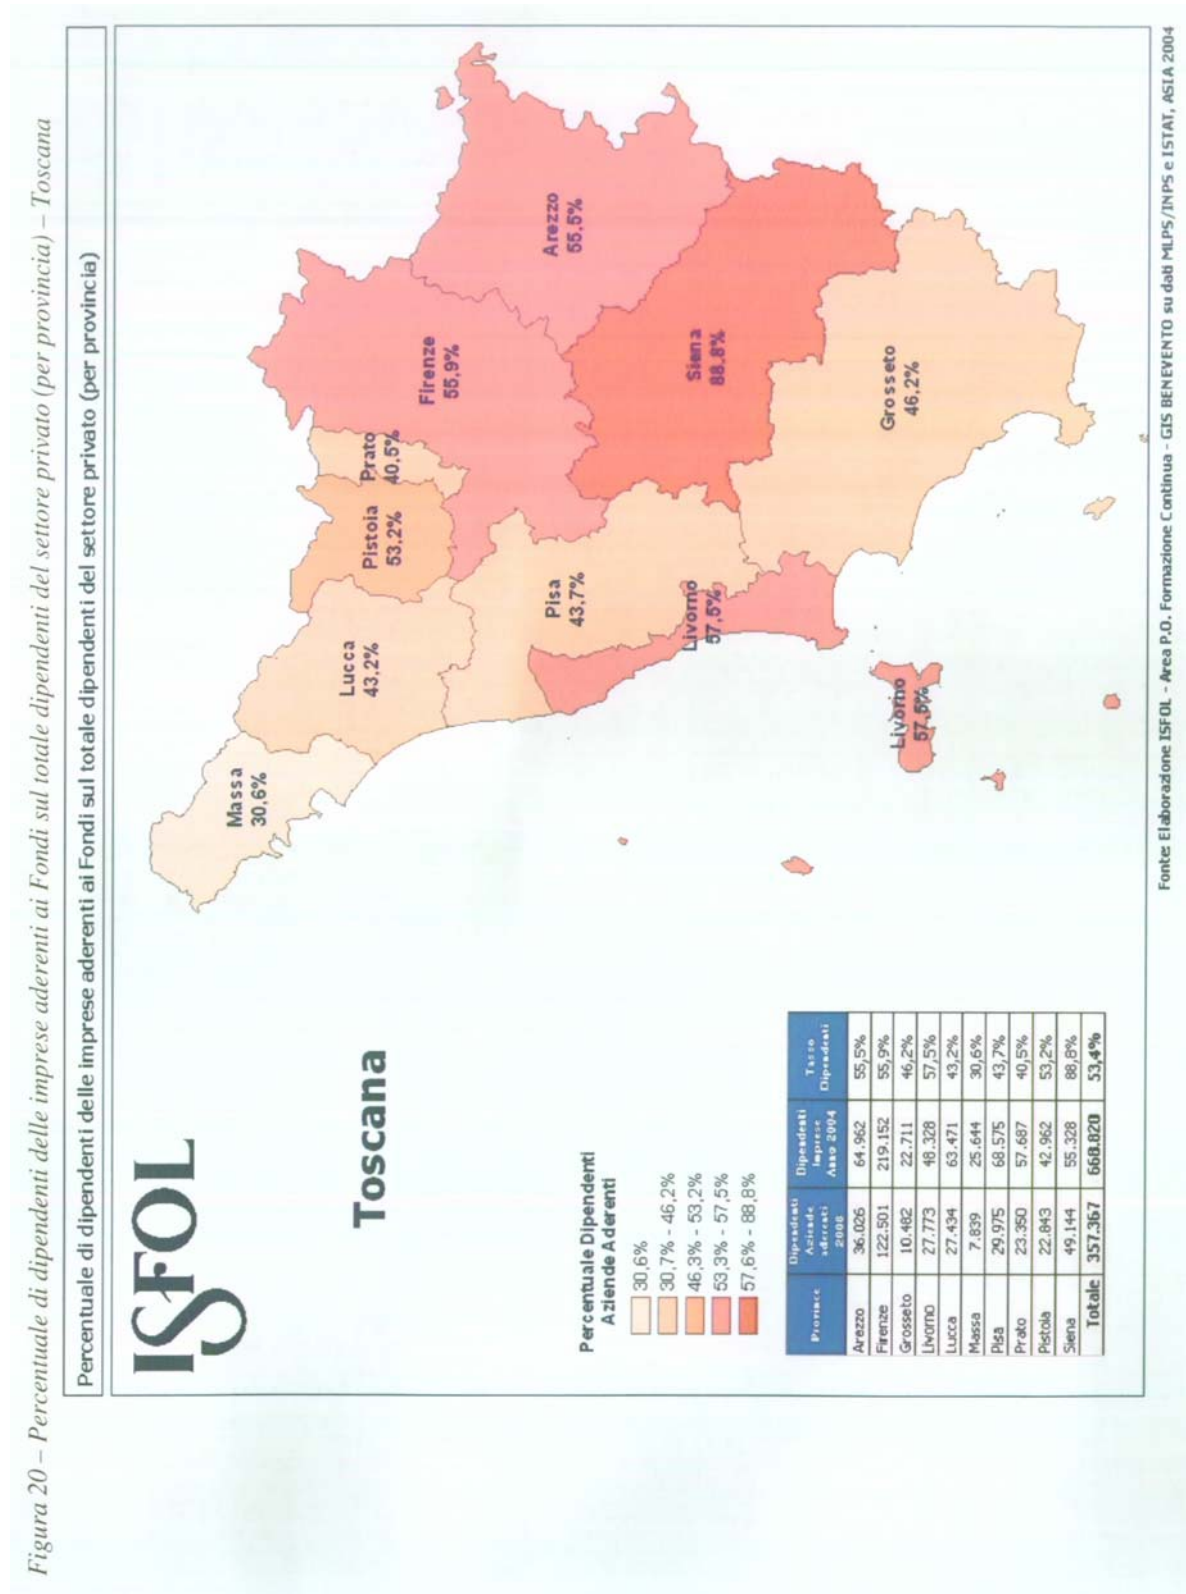 Figura 20 – Percentuale di dipendenti delle imprese aderenti ai Fondi sul totale dipendenti del settore privato (per provincia) – Toscana
Percentuale di dipendenti delle imprese aderenti ai Fondi sul totale dipendenti del settore privato (per provincia)
ISFOL
Toscana
Massa
30,6%
Lucca
43,2%
Pistoia
53,2%
Prato
40,5%
Firenze
55,9%
Arezzo
55,5%
Pisa
43,7%
Livorno
57,5%
Siena
88,8%
Grosseto
46,2%
Livorno
57,5%
Percentuale Dipendenti
Aziende Aderenti
30,6%
30,7% - 46,2%
46,3% - 53,2%
53,3% - 57,5%
57,6% - 88,8%
Province Dipendenti Aziende aderenti 2006 Dipendenti Imprese Anno 2004 Tasso Dipendenti
Arezzo 36.026 64.962 55,5%
Firenze 122.501 219.152 55,9%
Grosseto 10.482 22.711 46,2%
Livorno 27.773 48.328 57,5%
Lucca 27.434 63.471 43,2%
Massa 7.839 25.644 30,6%
Pisa 29.975 68.575 43,7%
Prato 23.350 57.687 40,5%
Pistoia 22.843 42.962 53,2%
Siena 49.144 55.328 88,8%
Totale 357.367 668.820 53,4%
Fonte: Elaborazione ISFOL - Area P.O. Formazione Continua - GIS BENEVENTO su dati MLPS/INPS e ISTAT, ASIA 2004